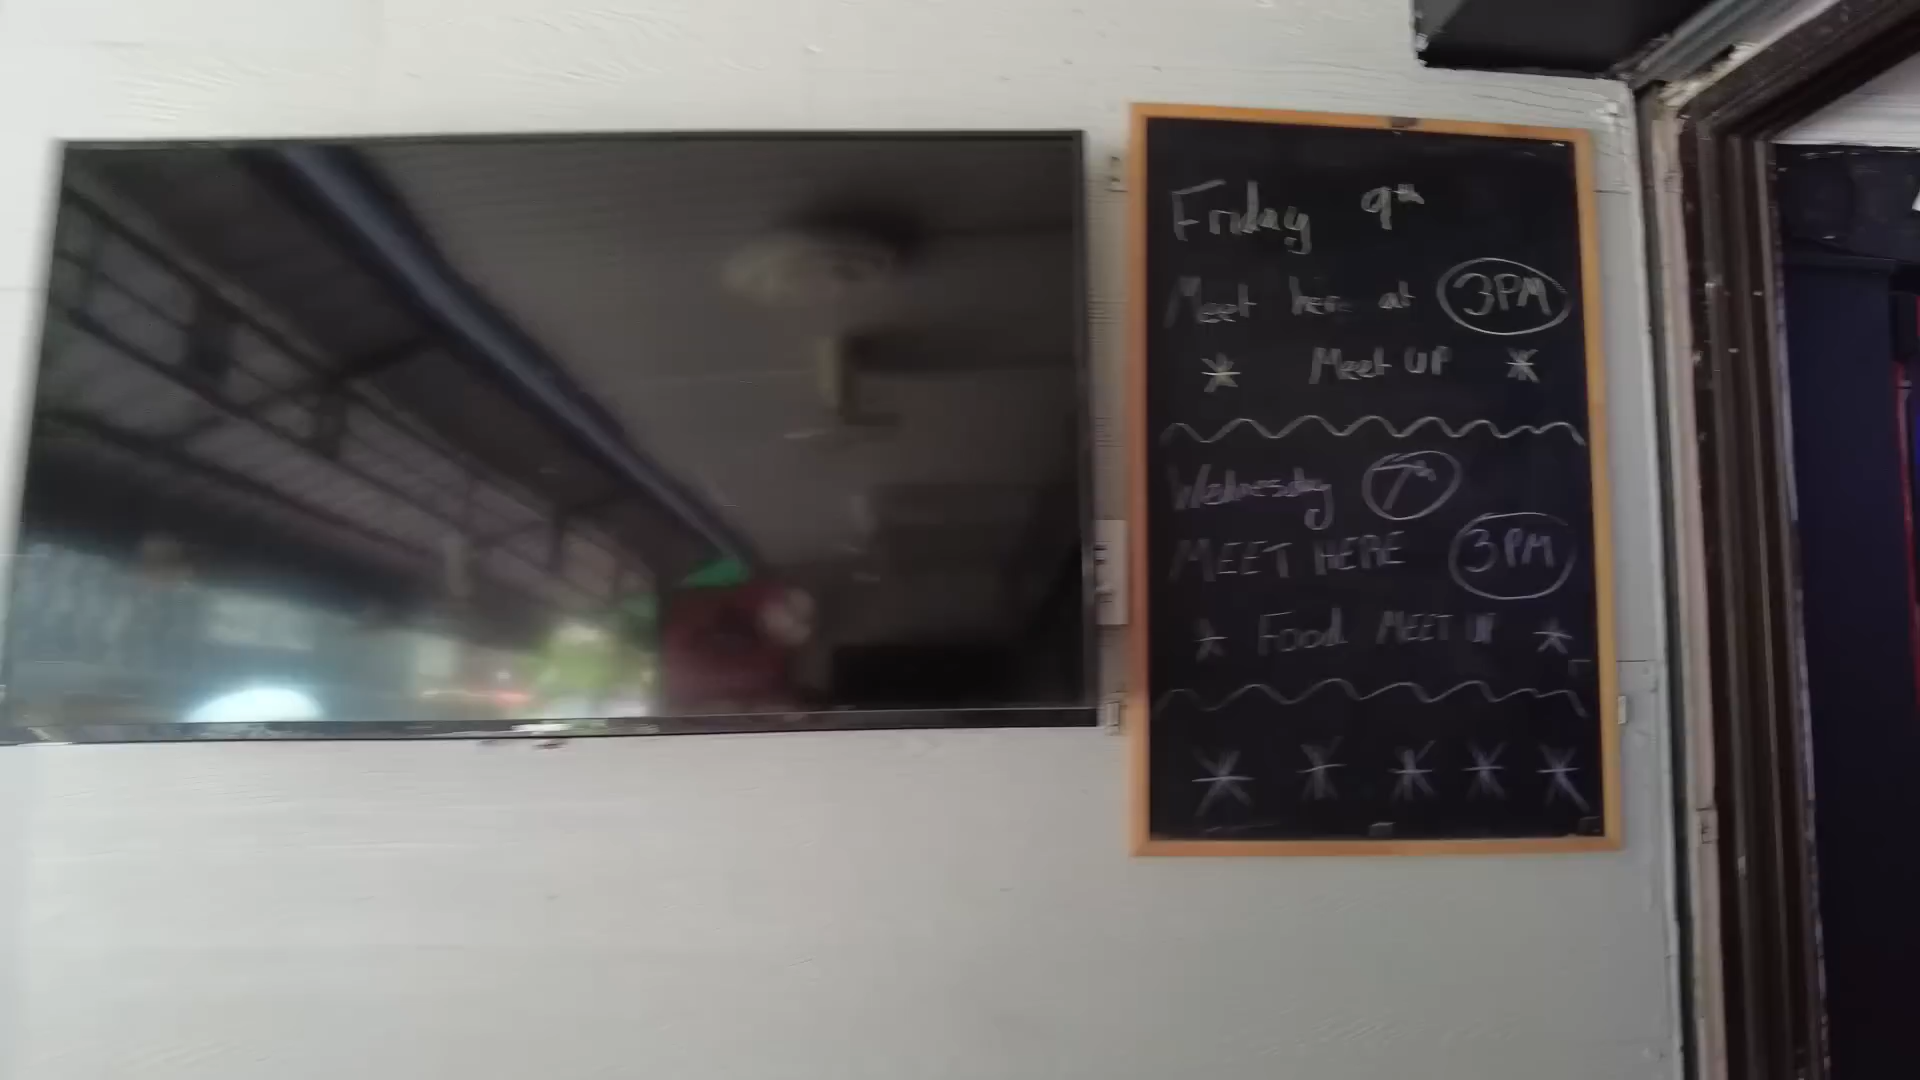 Friday 9th
Meet here at 3PM
Meet UP
Wednesday 7th
MEET HERE 3PM
Food MEET UP